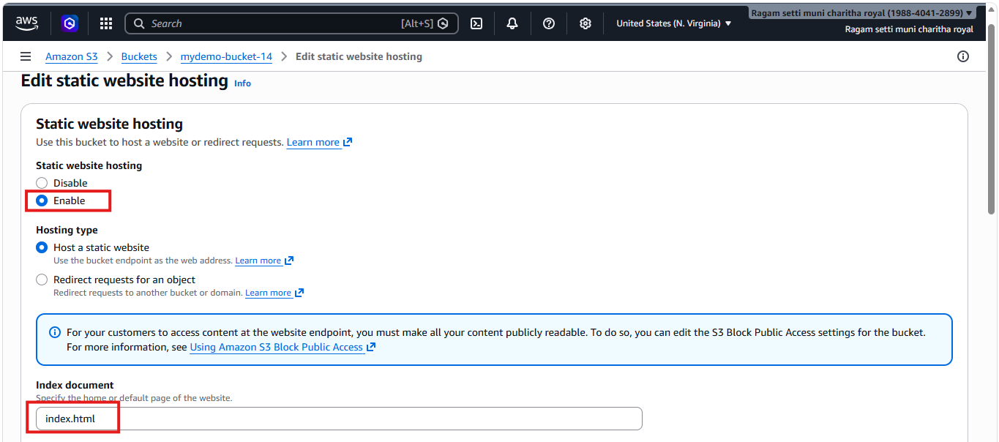 aws
Search [Alt+S]
United States (N. Virginia)
Ragam setti muni charitha royal (1988-4041-2899)
Ragam setti muni charitha royal
Amazon S3 > Buckets > mydemo-bucket-14 > Edit static website hosting
Edit static website hosting Info
Static website hosting
Use this bucket to host a website or redirect requests. Learn more
Static website hosting
Disable
Enable
Hosting type
Host a static website
Use the bucket endpoint as the web address. Learn more
Redirect requests for an object
Redirect requests to another bucket or domain. Learn more
For your customers to access content at the website endpoint, you must make all your content publicly readable. To do so, you can edit the S3 Block Public Access settings for the bucket.
For more information, see Using Amazon S3 Block Public Access
Index document
Specify the home or default page of the website.
index.html